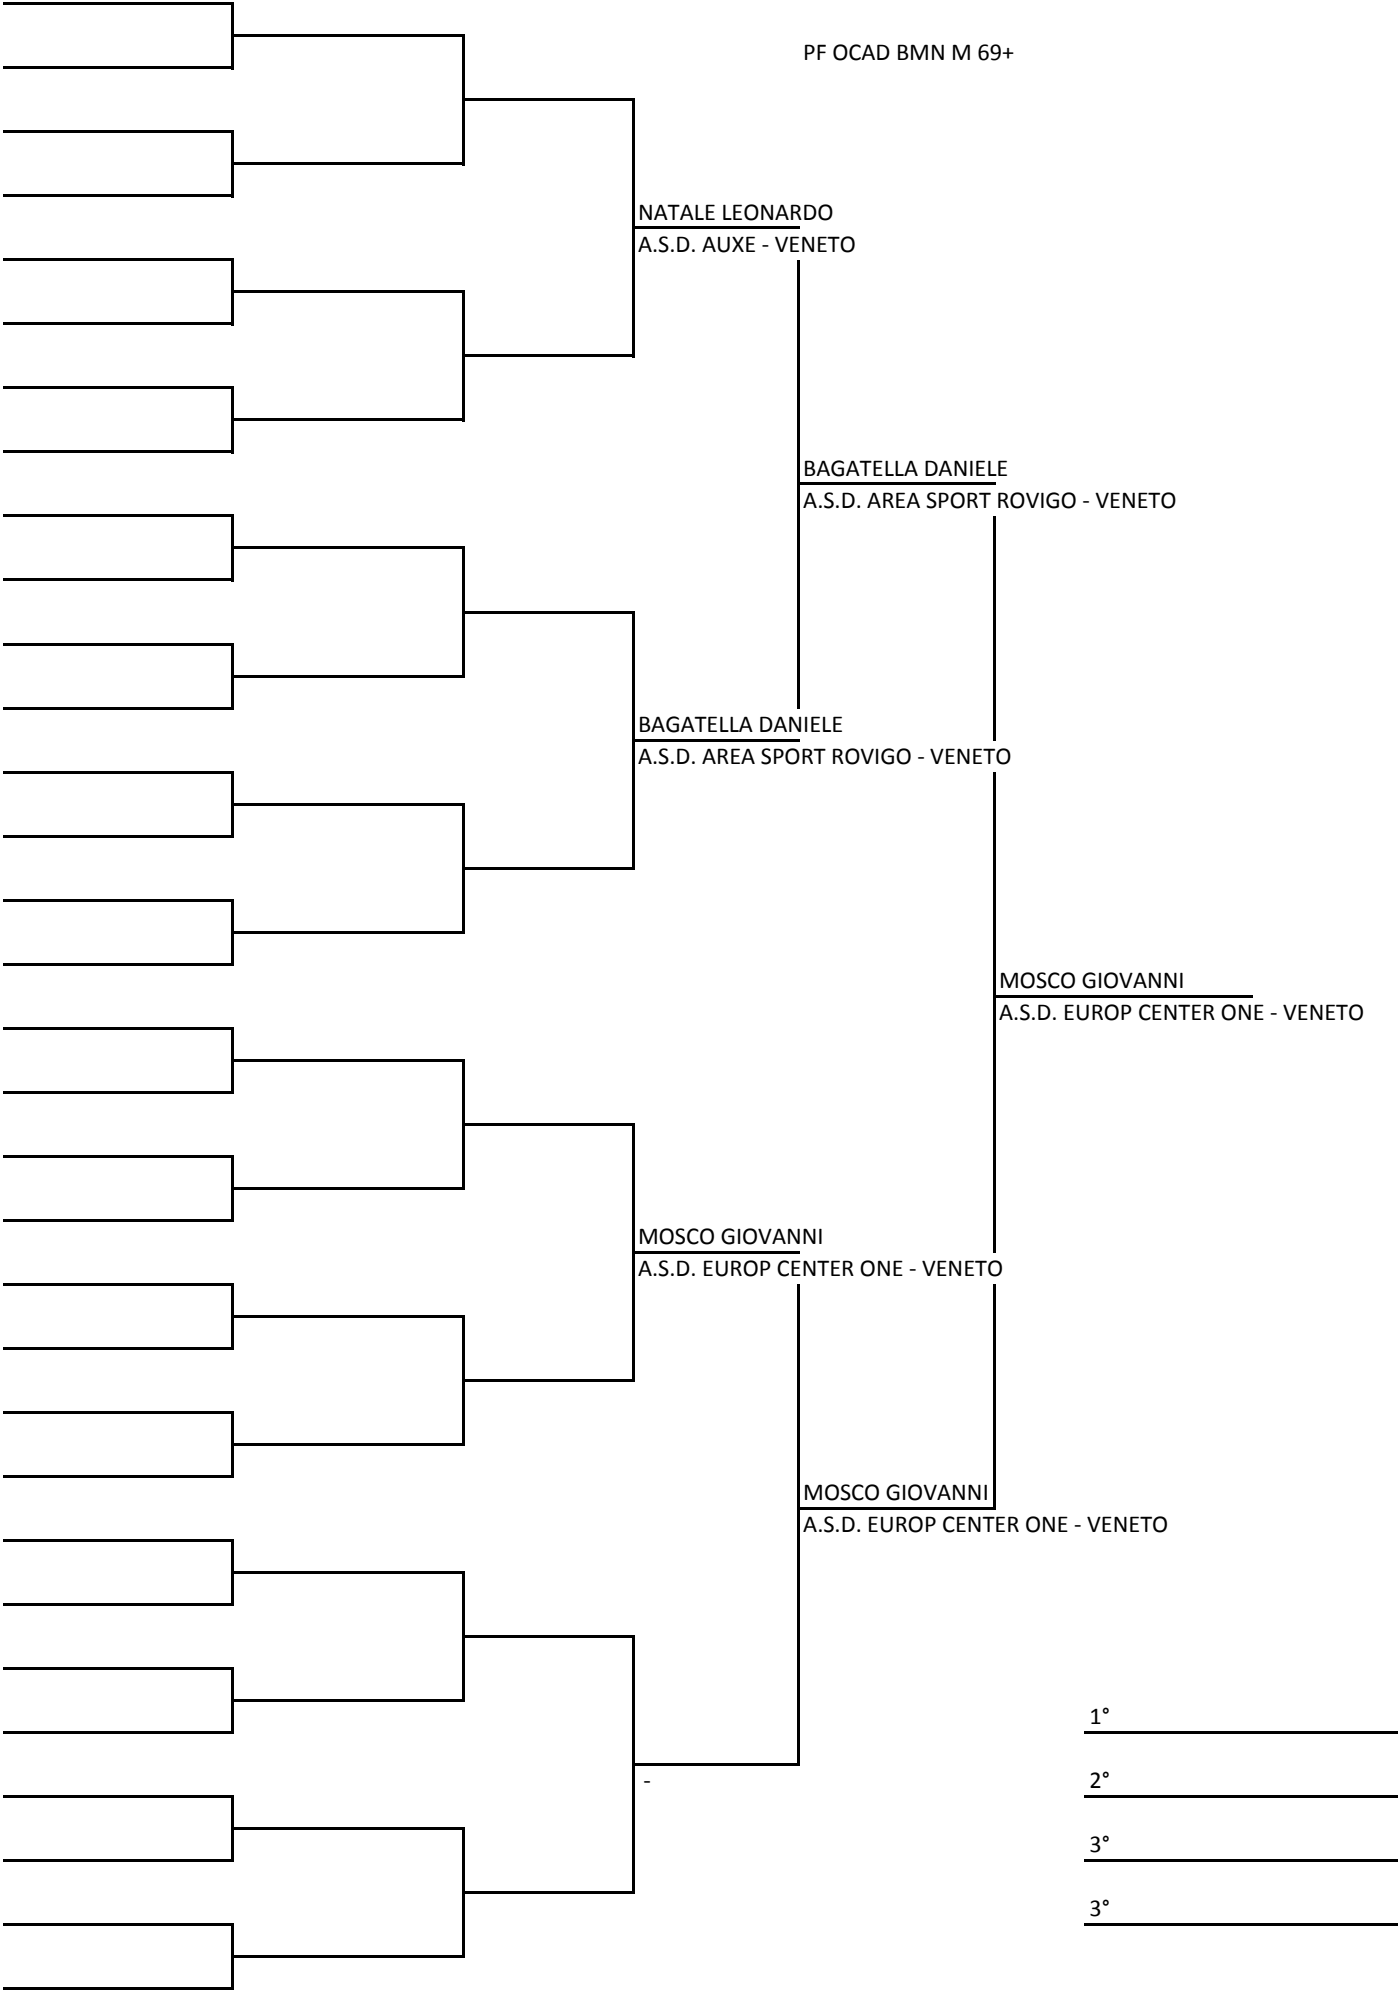 PF OCAD BMN M 69+
NATALE LEONARDO
A.S.D. AUXE - VENETO
BAGATELLA DANIELE
A.S.D. AREA SPORT ROVIGO - VENETO
BAGATELLA DANIELE
A.S.D. AREA SPORT ROVIGO - VENETO
MOSCO GIOVANNI
A.S.D. EUROP CENTER ONE - VENETO
MOSCO GIOVANNI
A.S.D. EUROP CENTER ONE - VENETO
MOSCO GIOVANNI
A.S.D. EUROP CENTER ONE - VENETO
1°
-
2°
3°
3°